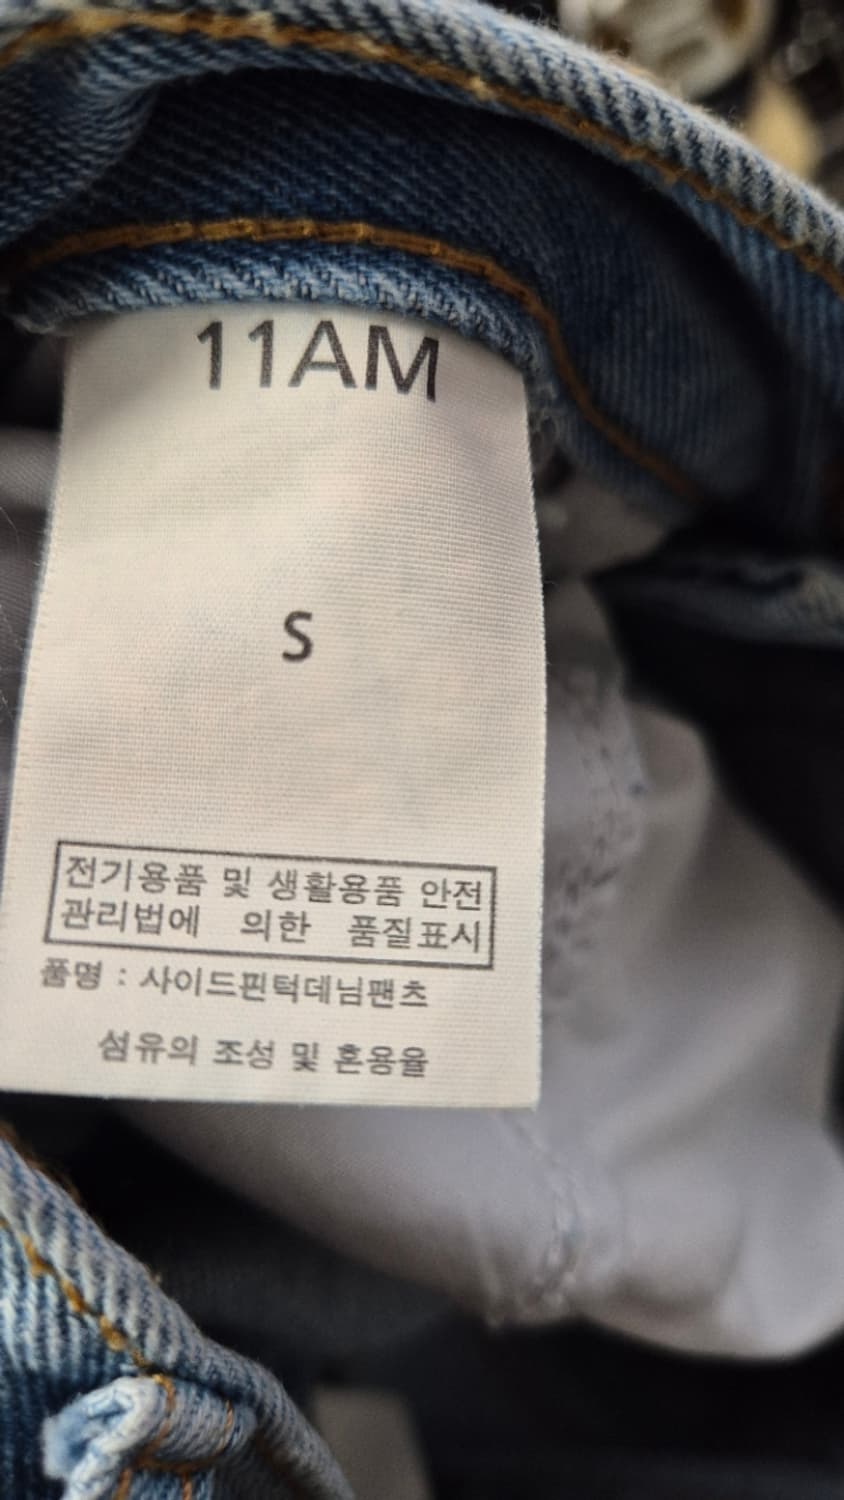 11AM
S
전기용품 및 생활용품 안전
관리법에 의한 품질표시
품명 : 사이드핀턱데님팬츠
섬유의 조성 및 혼용율